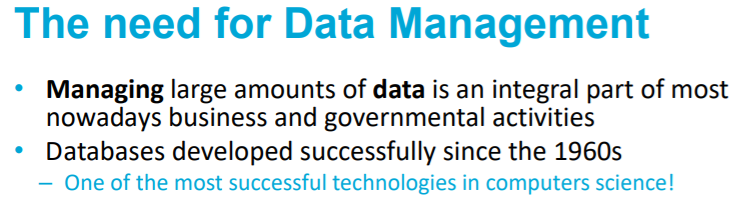 The need for Data Management
• Managing large amounts of data is an integral part of most
nowadays business and governmental activities
• Databases developed successfully since the 1960s
– One of the most successful technologies in computers science!